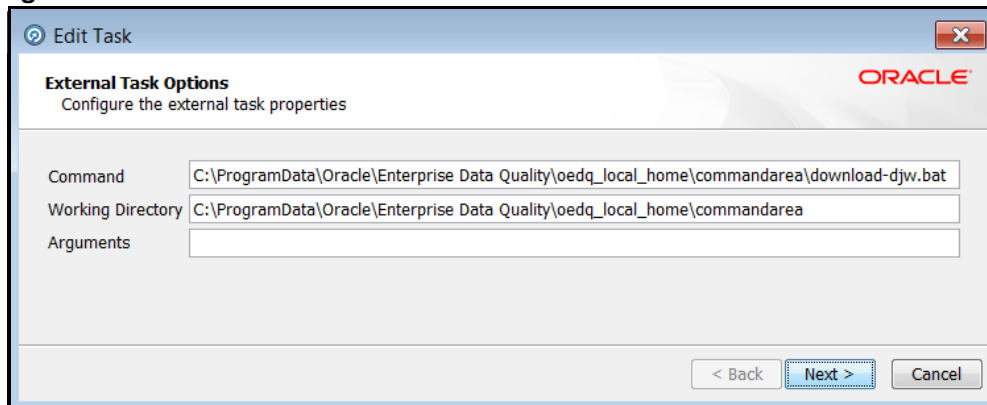 Edit Task
External Task Options
ORACLE
Configure the external task properties
Command C:\ProgramData\Oracle\Enterprise Data Quality\oedq_local_home\commandarea\download-djw.bat
Working Directory C:\ProgramData\Oracle\Enterprise Data Quality\oedq_local_home\commandarea
Arguments
< Back Next > Cancel